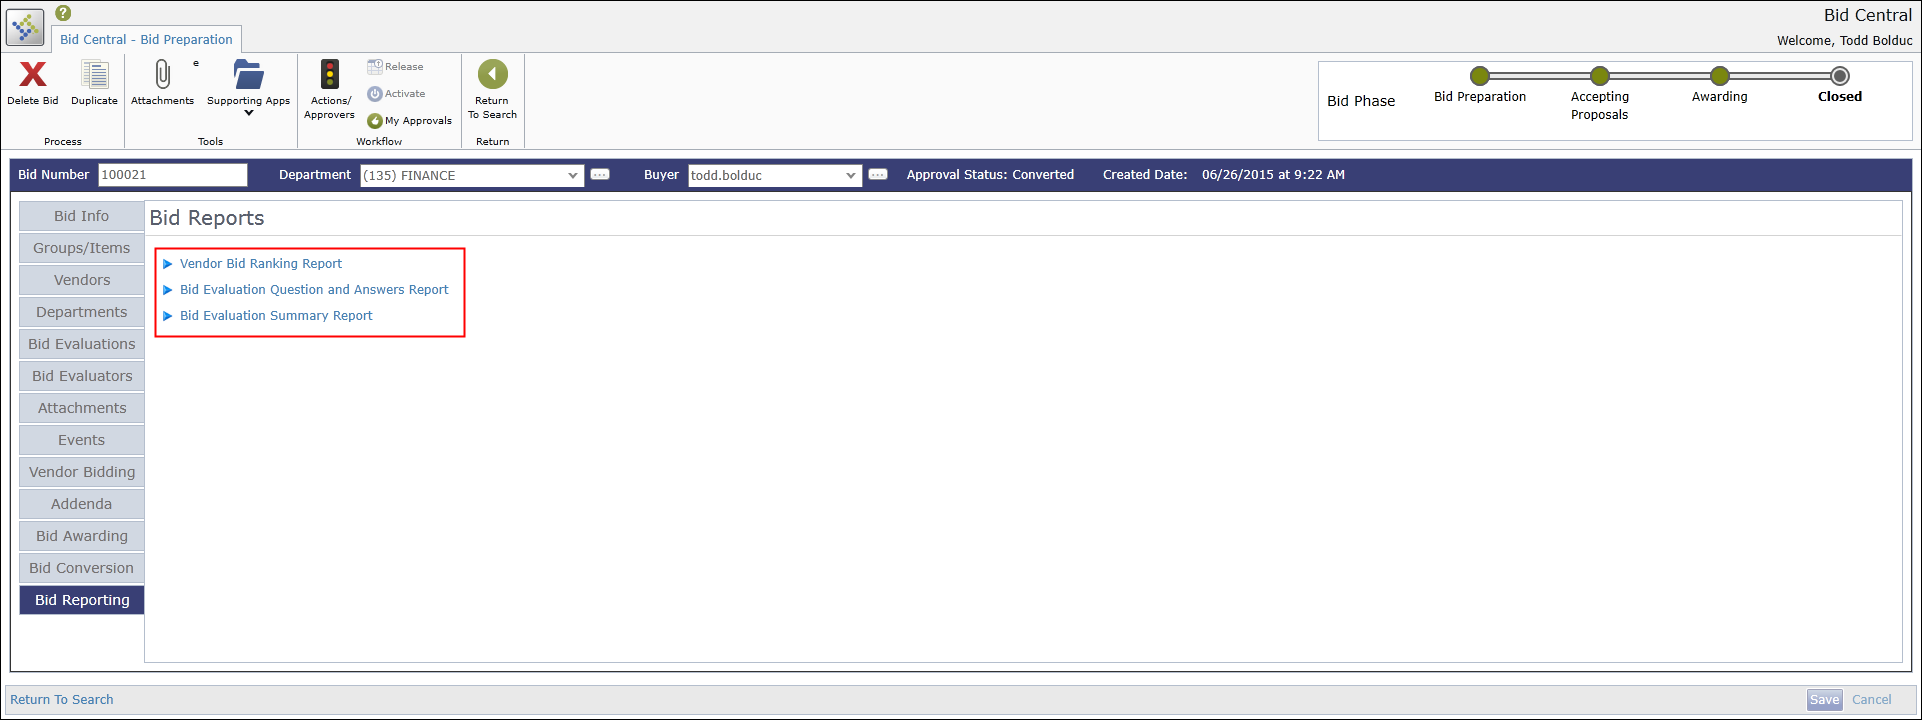 ?
Bid Central
Bid Central - Bid Preparation
Welcome, Todd Bolduc
Delete Bid
Duplicate
Process
Attachments
e
Supporting Apps
Tools
Actions/
Approvers
Release
Activate
My Approvals
Workflow
Return
To Search
Return
Bid Phase
Bid Preparation
Accepting
Proposals
Awarding
Closed
Bid Number 100021 Department (135) FINANCE ... Buyer todd.bolduc ... Approval Status: Converted Created Date: 06/26/2015 at 9:22 AM
Bid Info
Groups/Items
Vendors
Departments
Bid Evaluations
Bid Evaluators
Attachments
Events
Vendor Bidding
Addenda
Bid Awarding
Bid Conversion
Bid Reporting
Bid Reports
Vendor Bid Ranking Report
Bid Evaluation Question and Answers Report
Bid Evaluation Summary Report
Return To Search
Save Cancel